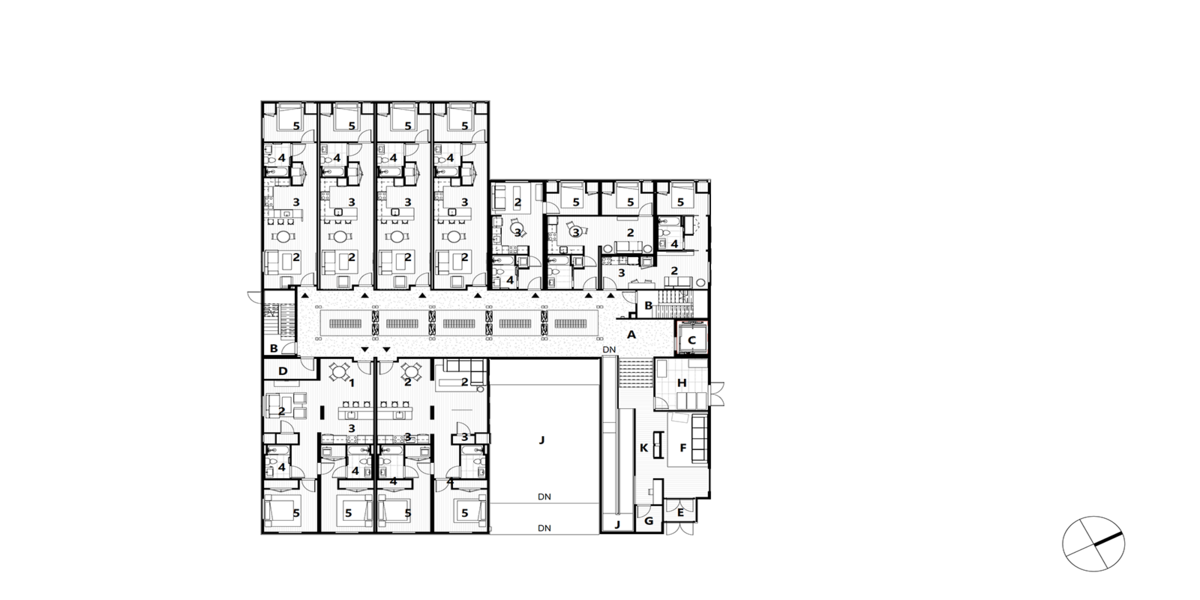 5 5 5 5
4 4 4 4
3 3 3 3
2 2 2 2
2 5 5 5
3 3 2 4
4 3 2
B
A
B C
DN
D
1 2 2
H
2
3 3 3
J K F
4 4 4 4
DN
5 5 5 5
J G E
DN